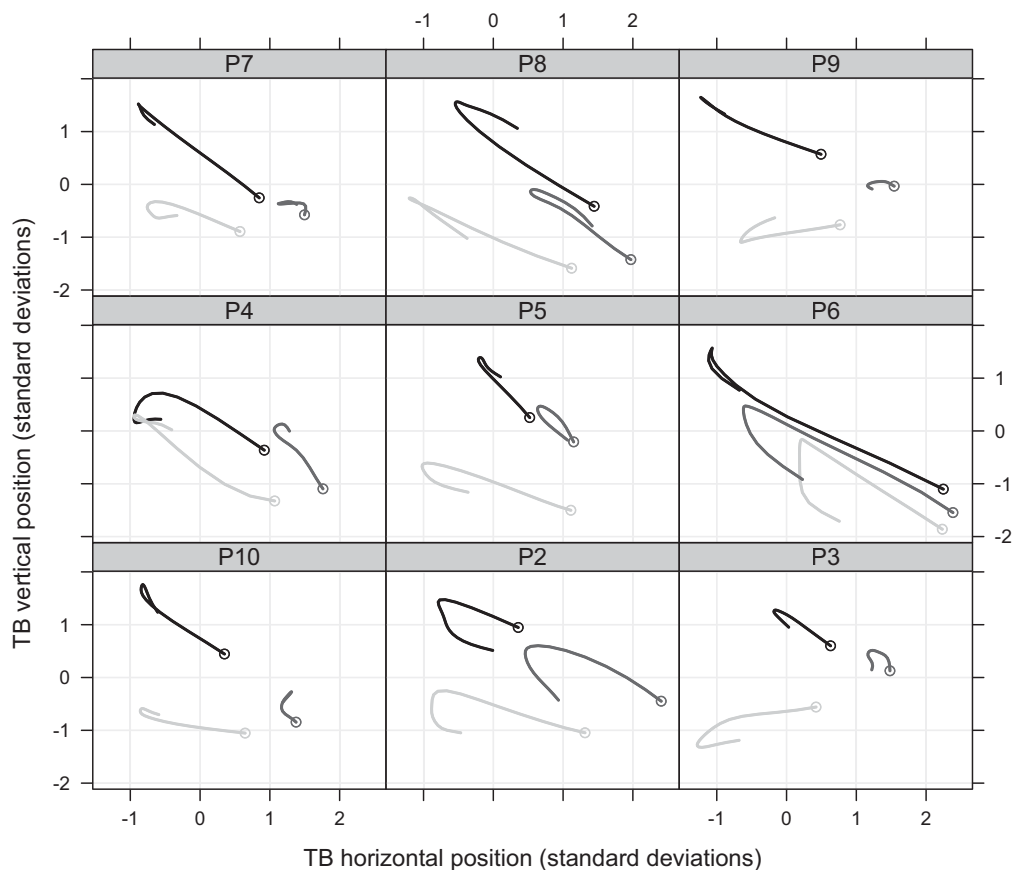 -1 0 1 2
P7 P8 P9
1
0
-1
-2
P4 P5 P6
1
0
-1
-2
P10 P2 P3
1
0
-1
-2
-1 0 1 2 -1 0 1 2
TB horizontal position (standard deviations)
TB vertical position (standard deviations)